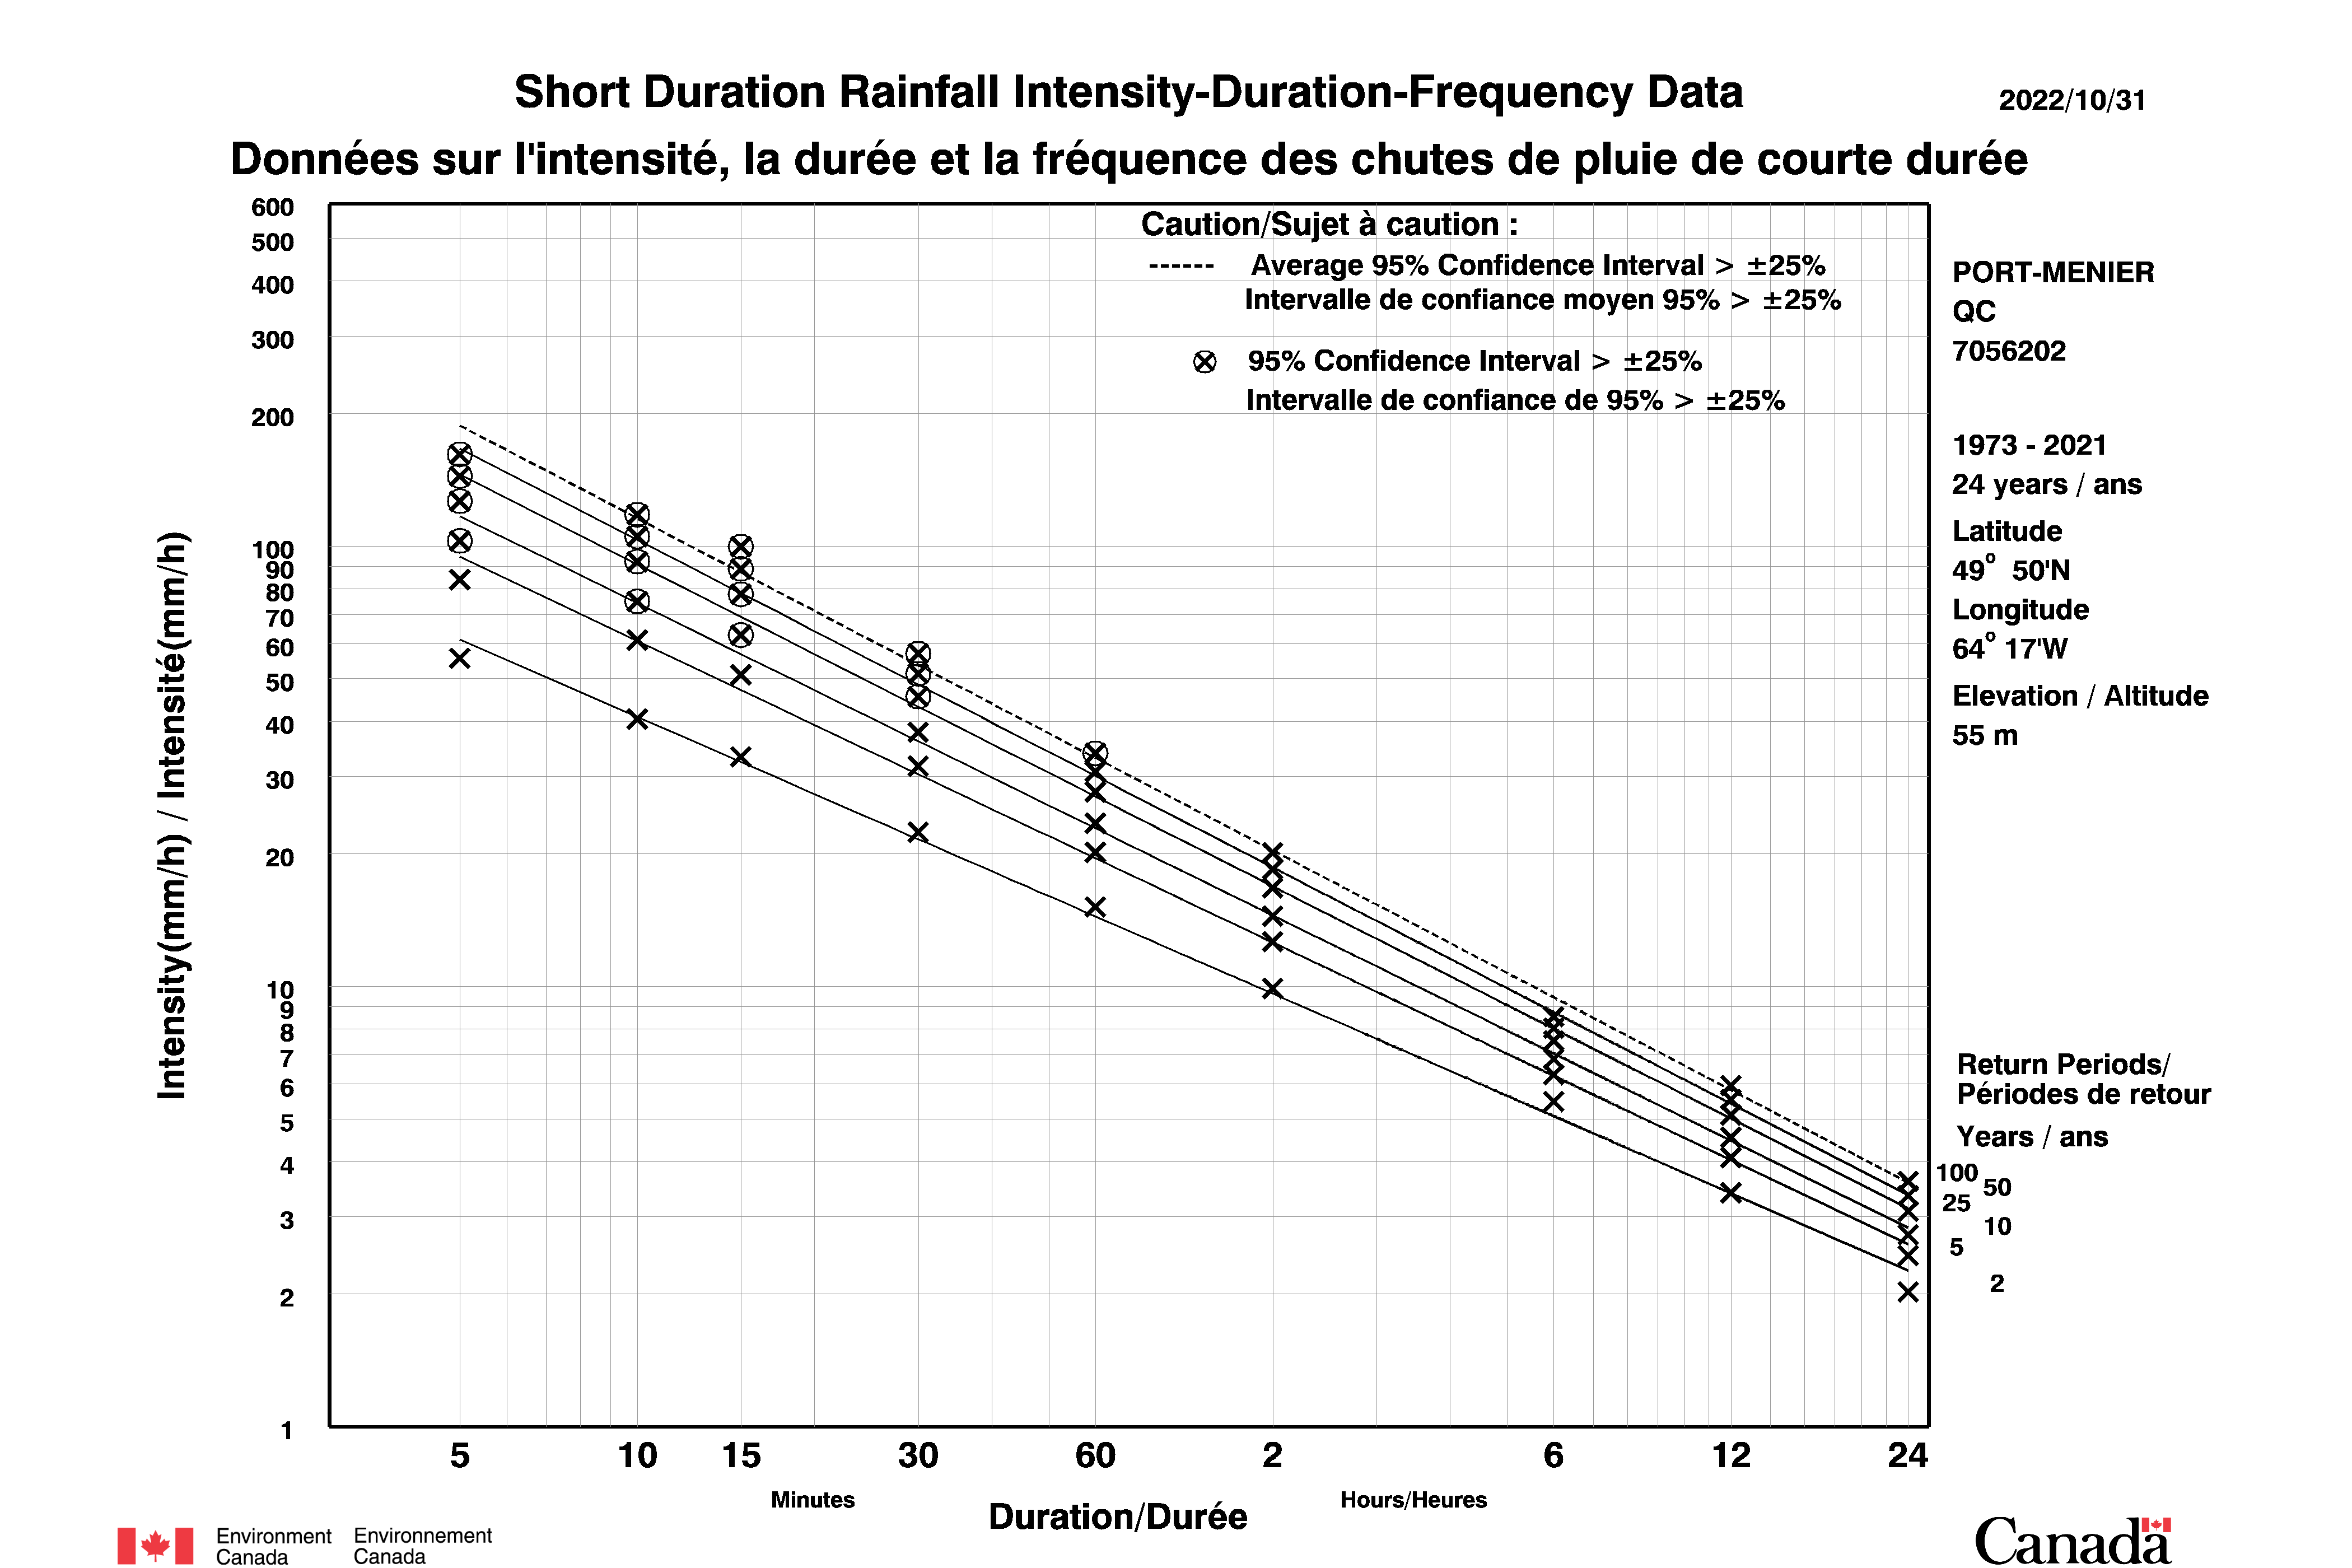 Short Duration Rainfall Intensity-Duration-Frequency Data
2022/10/31
Données sur l'intensité, la durée et la fréquence des chutes de pluie de courte durée
Caution/Sujet à caution :
Average 95% Confidence Interval > ±25%
Intervalle de confiance moyen 95% > ±25%
95% Confidence Interval > ±25%
Intervalle de confiance de 95% > ±25%
PORT-MENIER
QC
7056202
1973 - 2021
24 years / ans
Latitude
49° 50'N
Longitude
64° 17'W
Elevation / Altitude
55 m
Return Periods/
Périodes de retour
Years / ans
100
50
25
10
5
2
Intensity(mm/h) / Intensité(mm/h)
600
500
400
300
200
100
90
80
70
60
50
40
30
20
10
9
8
7
6
5
4
3
2
1
5 10 15 30 60 2 6 12 24
Minutes
Hours/Heures
Duration/Durée
Environment
Canada
Environnement
Canada
Canada